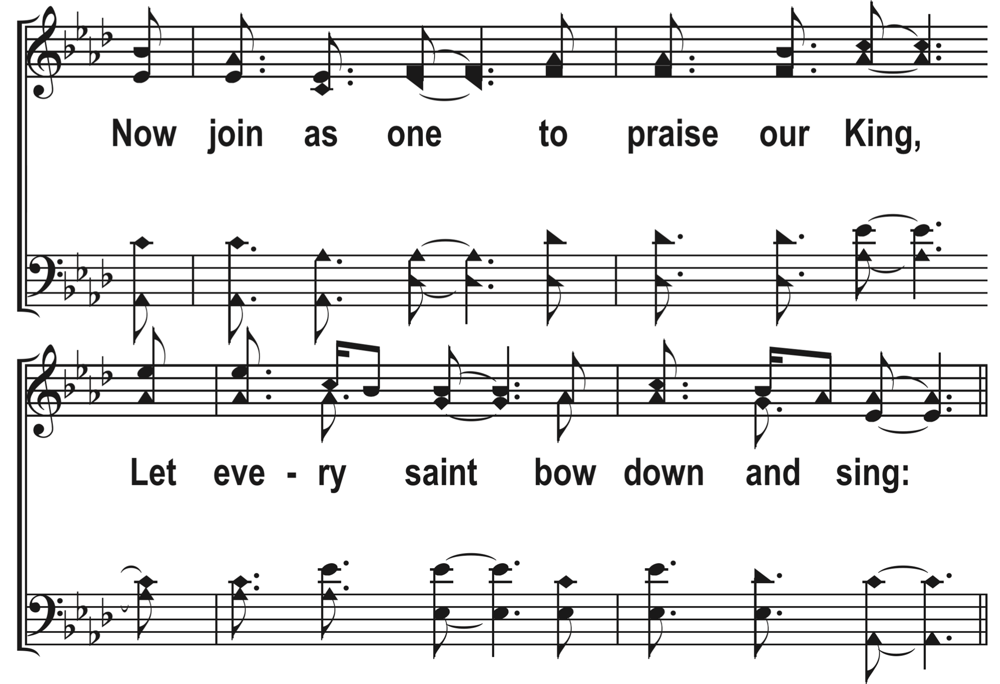 Now join as one to praise our King,
Let eve - ry saint bow down and sing: